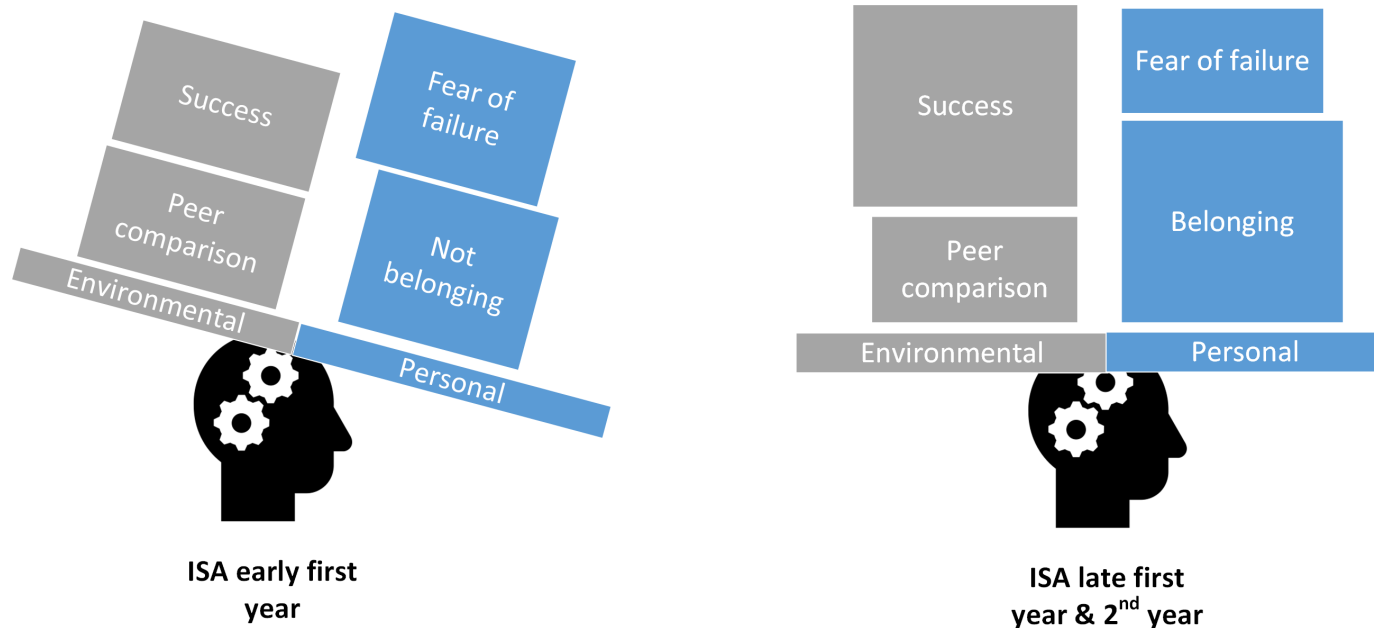 Success
Peer
comparison
Environmental
Fear of
failure
Not
belonging
Personal
ISA early first
year
Success
Peer
comparison
Environmental
Fear of failure
Belonging
Personal
ISA late first
year & 2nd year